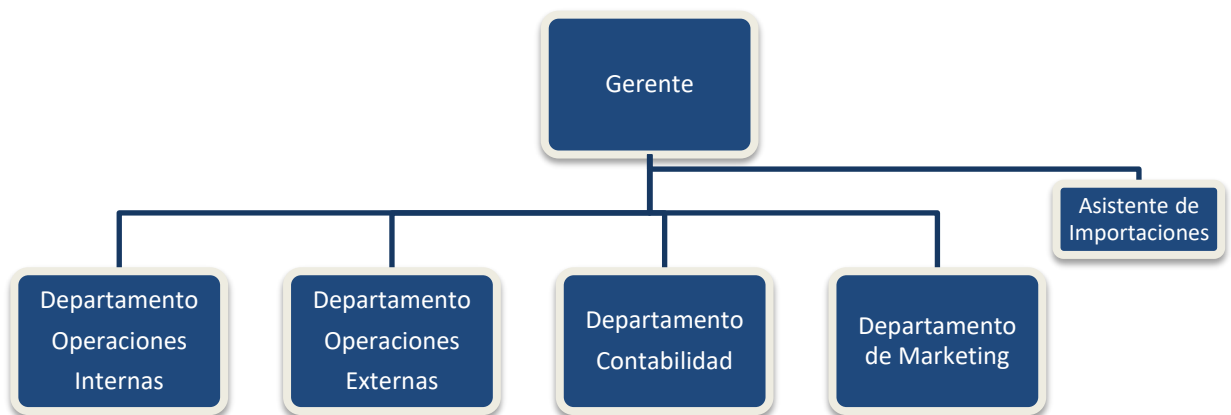 Gerente
Asistente de
Importaciones
Departamento
Operaciones
Internas
Departamento
Operaciones
Externas
Departamento
Contabilidad
Departamento
de Marketing